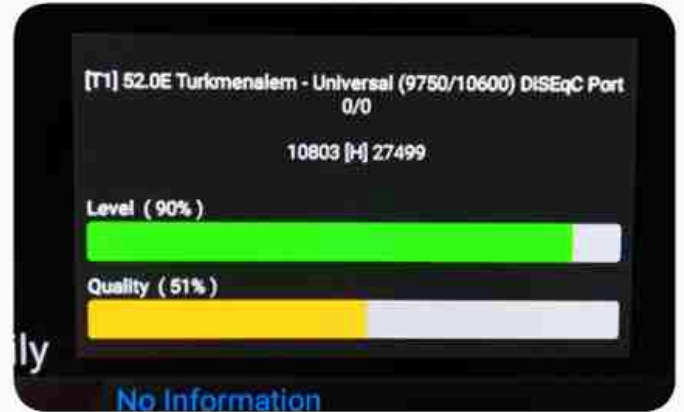 [T1] 52.0E Turkmenalem - Universal (9750/10600) DiSEqC Port
0/0
10803 [H] 27499
Level ( 90% )
Quality ( 51% )
ily
No Information